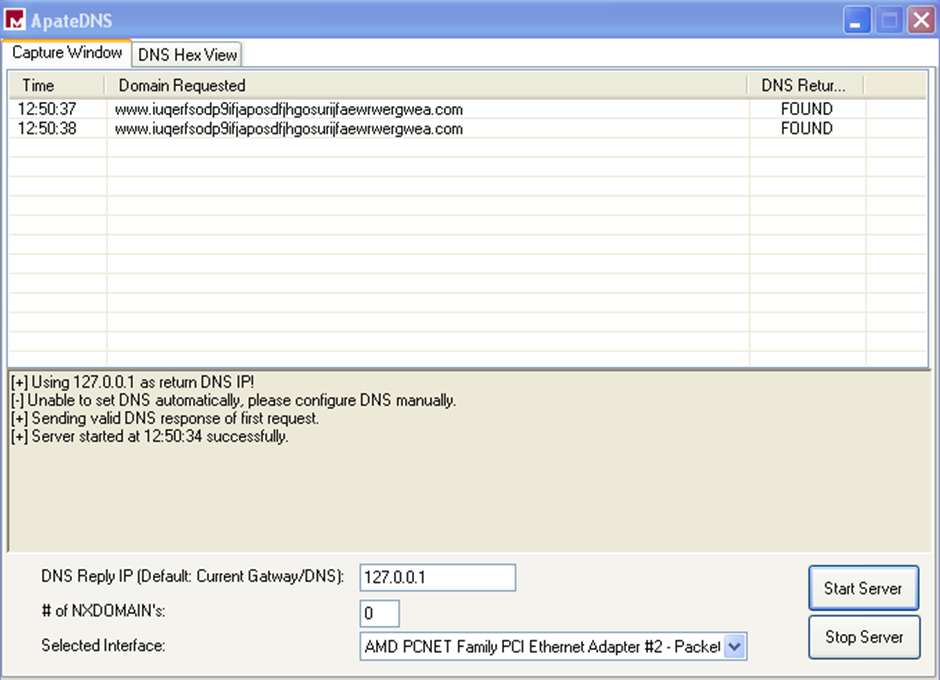 ApateDNS
Capture Window DNS Hex View
Time Domain Requested DNS Retur...
12:50:37 www.iuqerfsodp9ifjaposdfjhgosurijfaewrwergwea.com FOUND
12:50:38 www.iuqerfsodp9ifjaposdfjhgosurijfaewrwergwea.com FOUND
[+] Using 127.0.0.1 as return DNS IP!
[-] Unable to set DNS automatically, please configure DNS manually.
[+] Sending valid DNS response of first request.
[+] Server started at 12:50:34 successfully.
DNS Reply IP (Default: Current Gatway/DNS): 127.0.0.1
Start Server
# of NXDOMAIN's: 0
Stop Server
Selected Interface: AMD PCNET Family PCI Ethernet Adapter #2 - Packet